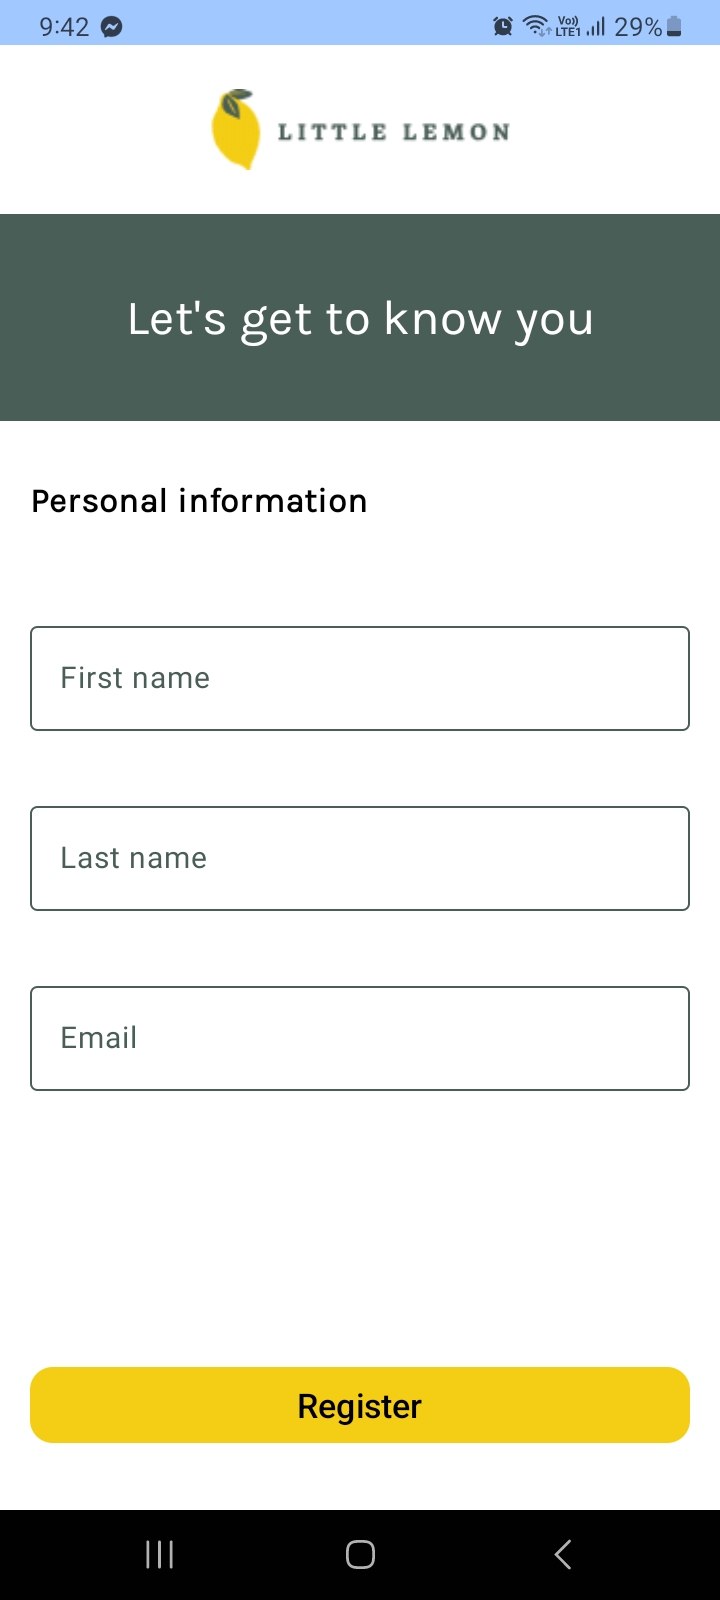 9:42 Vo)) LTE1 29%
LITTLE LEMON
Let's get to know you
Personal information
First name
Last name
Email
Register